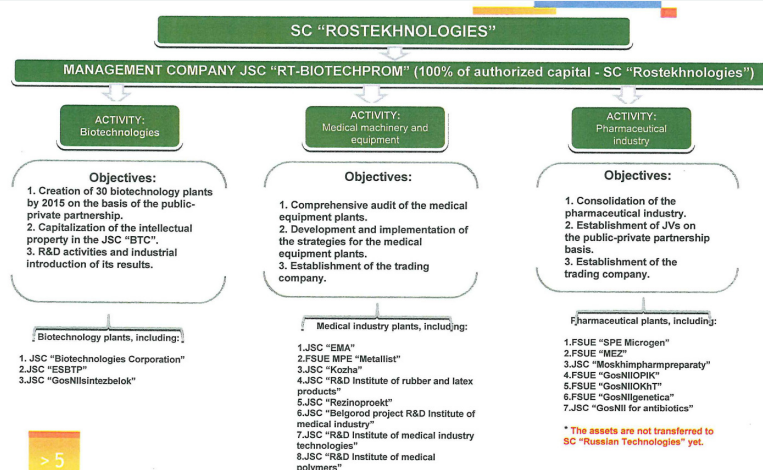 SC “ROSTEKHNOLOGIES”
MANAGEMENT COMPANY JSC “RT-BIOTECHPROM” (100% of authorized capital - SC “Rostekhnologies”)
ACTIVITY:
Biotechnologies
Objectives:
1. Creation of 30 biotechnology plants
by 2015 on the basis of the public-
private partnership.
2. Capitalization of the intellectual
property in the JSC “BTC”.
3. R&D activities and industrial
introduction of its results.
Biotechnology plants, including:
1. JSC “Biotechnologies Corporation”
2.JSC “ESBTP”
3.JSC “GosNIIsintezbelok”
ACTIVITY:
Medical machinery and
equipment
Objectives:
1. Comprehensive audit of the medical
equipment plants.
2. Development and implementation of
the strategies for the medical
equipment plants.
3. Establishment of the trading
company.
Medical industry plants, including:
1.JSC “EMA”
2.FSUE MPE “Metallist”
3.JSC “Kozha”
4.JSC “R&D Institute of rubber and latex
products”
5.JSC “Rezinoproekt”
6.JSC “Belgorod project R&D Institute of
medical industry”
7.JSC “R&D Institute of medical industry
technologies”
8.JSC “R&D Institute of medical
polymers”
ACTIVITY:
Pharmaceutical
industry
Objectives:
1. Consolidation of the
pharmaceutical industry.
2. Establishment of JVs on
the public-private partnership
basis.
3. Establishment of the
trading company.
Pharmaceutical plants, including:
1.FSUE “SPE Microgen”
2.FSUE “MEZ”
3.JSC “Moskhimpharmpreparaty”
4.FSUE “GosNIIOPIK”
5.FSUE “GosNIIOKhT”
6.FSUE “GosNIIgenetica”
7.JSC “GosNII for antibiotics”
* The assets are not transferred to
SC “Russian Technologies” yet.
> 5